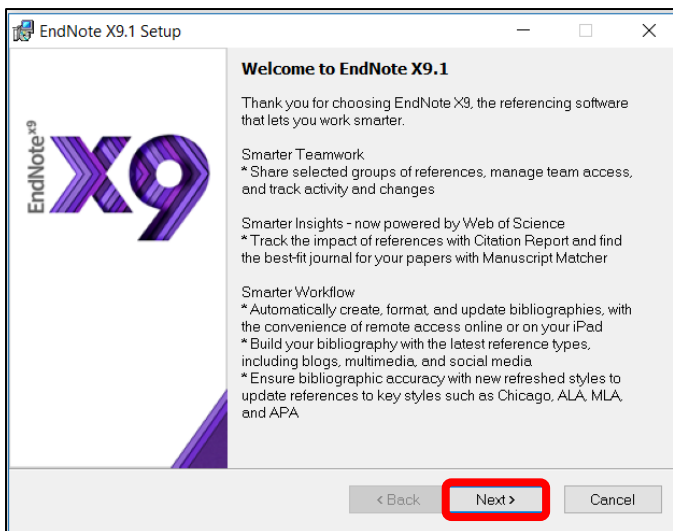 EndNote X9.1 Setup
Welcome to EndNote X9.1
Thank you for choosing EndNote X9, the referencing software
that lets you work smarter.
Smarter Teamwork
* Share selected groups of references, manage team access,
and track activity and changes
Smarter Insights - now powered by Web of Science
* Track the impact of references with Citation Report and find
the best-fit journal for your papers with Manuscript Matcher
Smarter Workflow
* Automatically create, format, and update bibliographies, with
the convenience of remote access online or on your iPad
* Build your bibliography with the latest reference types,
including blogs, multimedia, and social media
* Ensure bibliographic accuracy with new refreshed styles to
update references to key styles such as Chicago, ALA, MLA,
and APA
EndNote X9
X9
< Back
Next >
Cancel